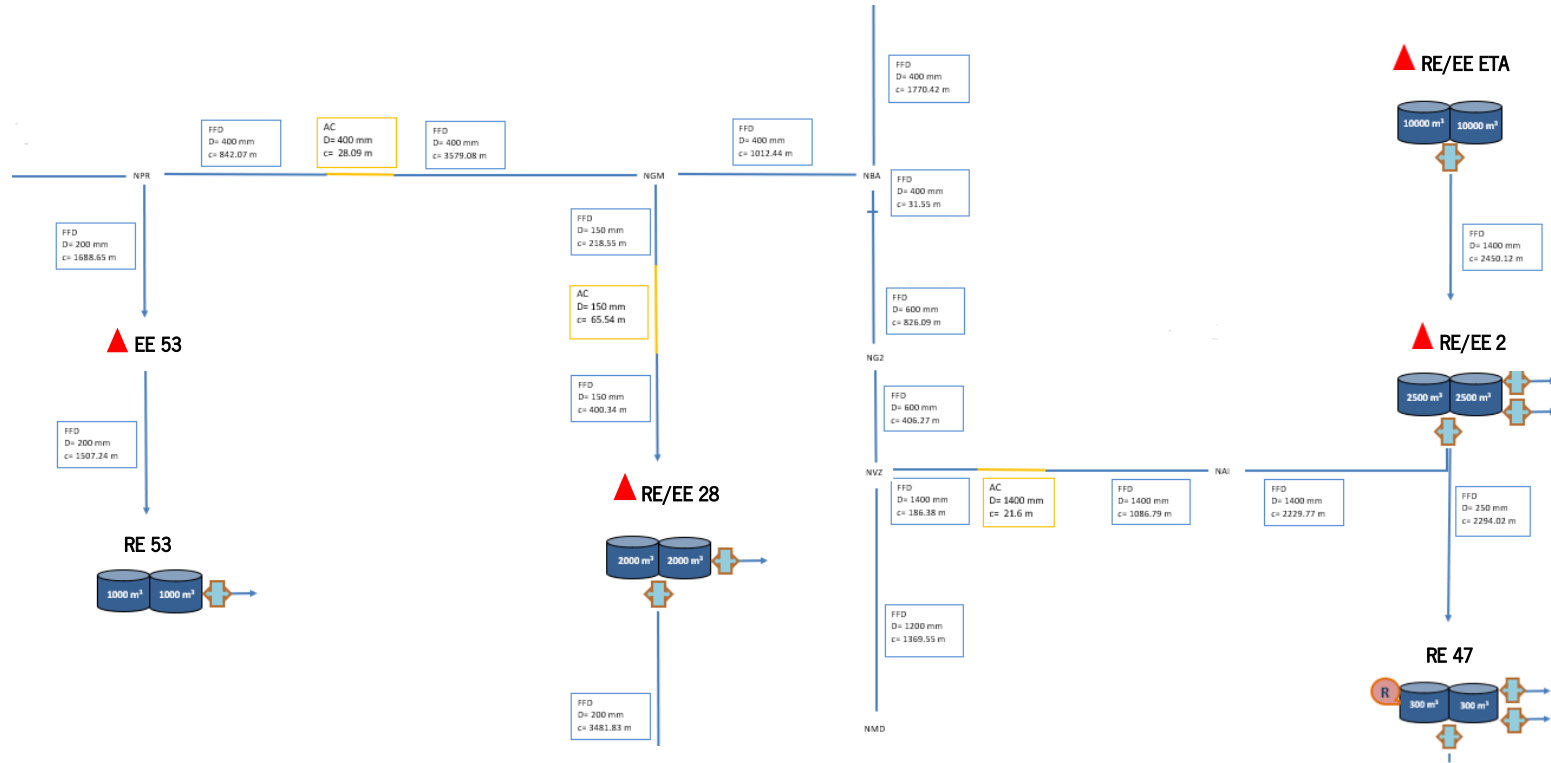 FFD
D= 400 mm
c= 1770.42 m
RE/EE ETA
10000 m³
10000 m³
FFD
D= 400 mm
c= 842.07 m
AC
D= 400 mm
c= 28.09 m
FFD
D= 400 mm
c= 3579.08 m
FFD
D= 400 mm
c= 1012.44 m
NPR
NGM
NBA
FFD
D= 400 mm
c= 31.55 m
FFD
D= 200 mm
c= 1688.65 m
FFD
D= 150 mm
c= 218.55 m
FFD
D= 1400 mm
c= 2450.12 m
AC
D= 150 mm
c= 65.54 m
FFD
D= 600 mm
c= 826.09 m
EE 53
NG2
RE/EE 2
2500 m³
2500 m³
FFD
D= 150 mm
c= 400.34 m
FFD
D= 600 mm
c= 406.27 m
FFD
D= 200 mm
c= 1507.24 m
NVZ
NAJ
RE/EE 28
FFD
D= 1400 mm
c= 186.38 m
AC
D= 1400 mm
c= 21.6 m
FFD
D= 1400 mm
c= 1086.79 m
FFD
D= 1400 mm
c= 2229.77 m
FFD
D= 250 mm
c= 2294.02 m
RE 53
2000 m³
2000 m³
1000 m³
1000 m³
FFD
D= 1200 mm
c= 1369.55 m
RE 47
R
300 m³
300 m³
FFD
D= 200 mm
c= 3481.83 m
NMD